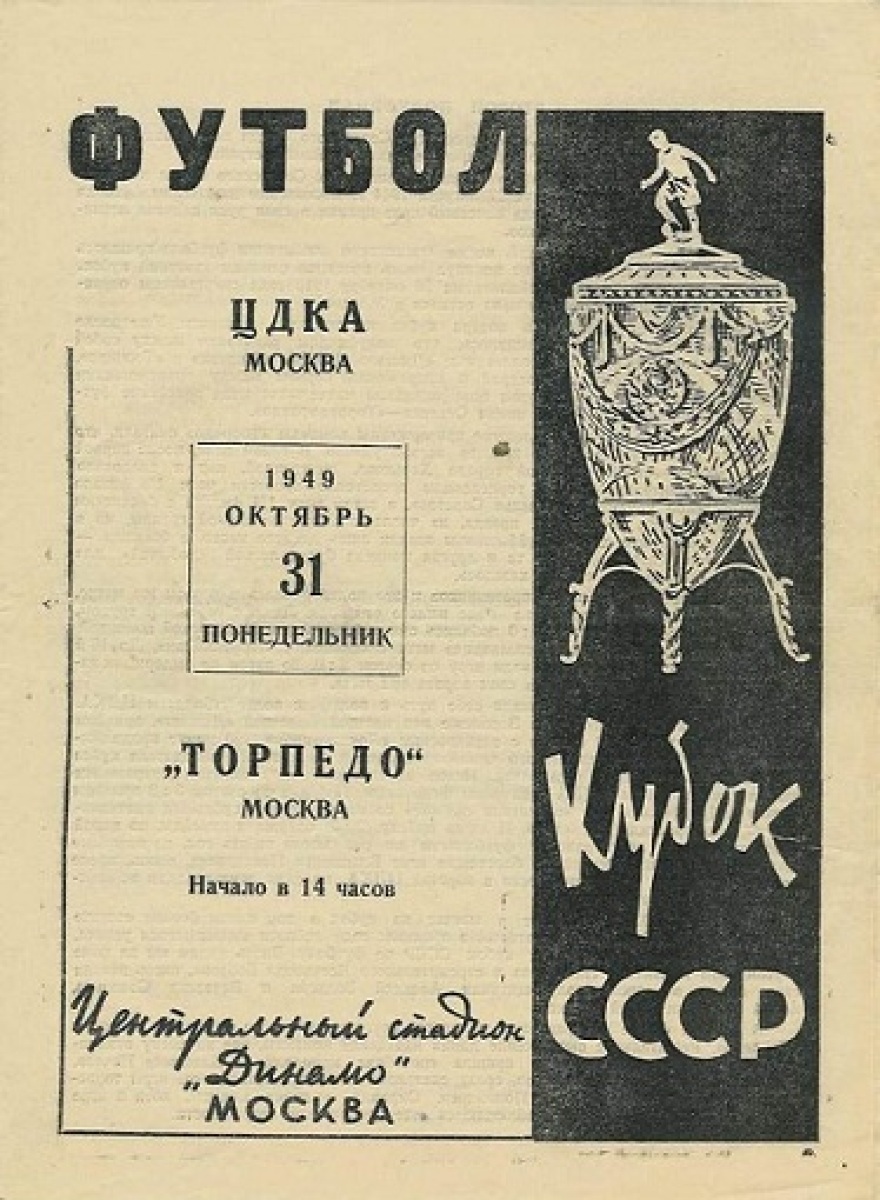 ФУТБОЛ
ЦДКА
МОСКВА
1949
ОКТЯБРЬ
31
ПОНЕДЕЛЬНИК
„ТОРПЕДО“
МОСКВА
Начало в 14 часов
Центральный стадион
„Динамо“
МОСКВА
Кубок
СССР